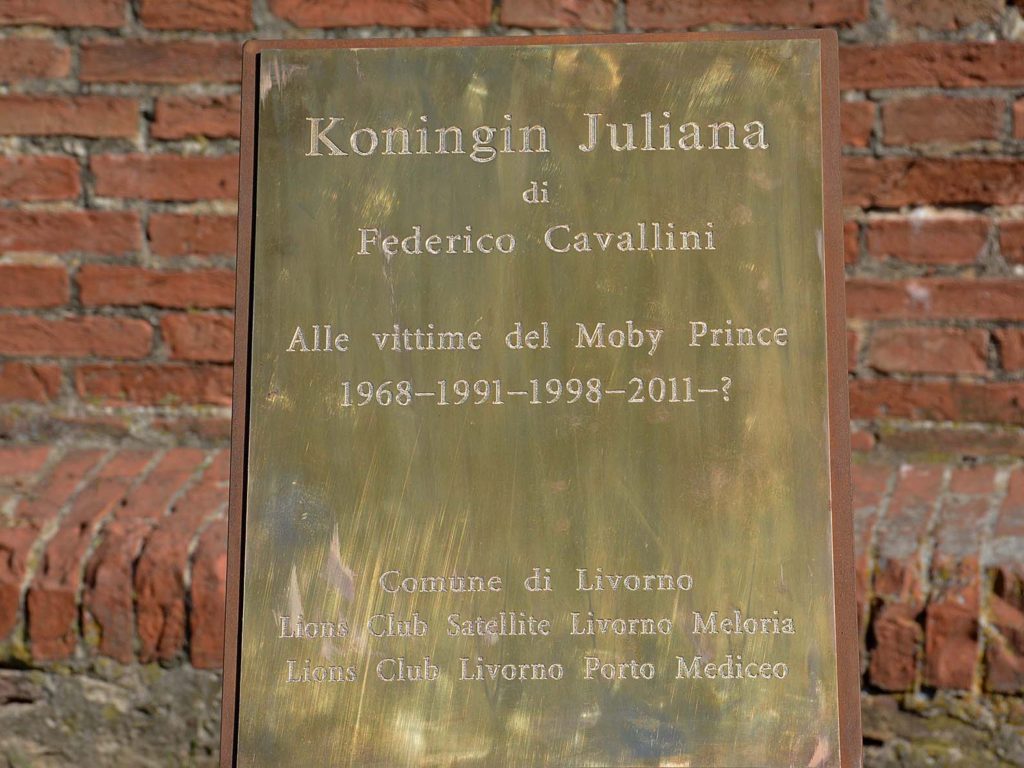 Koningin Juliana
di
Federico Cavallini
Alle vittime del Moby Prince
1968–1991–1998–2011–?
Comune di Livorno
Lions Club Satellite Livorno Meloria
Lions Club Livorno Porto Mediceo